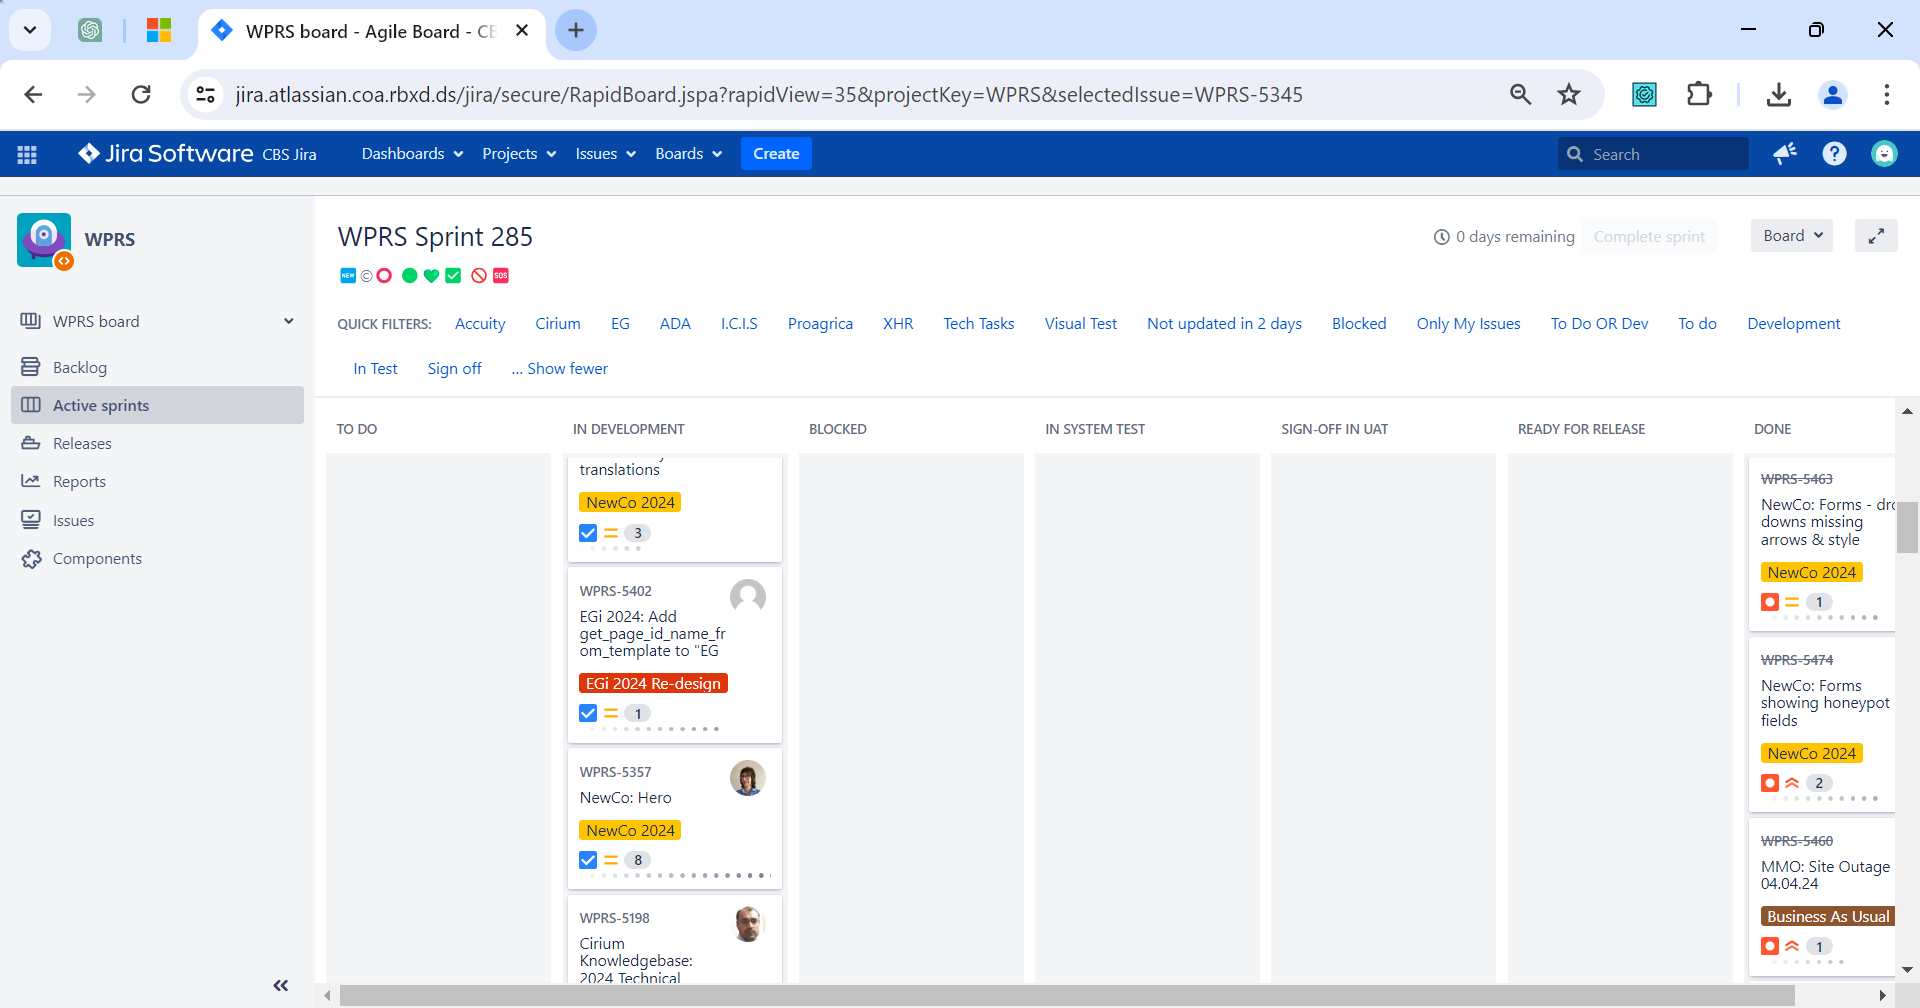 WPRS board - Agile Board - CB
jira.atlassian.coa.rbxd.ds/jira/secure/RapidBoard.jspa?rapidView=35&projectKey=WPRS&selectedIssue=WPRS-5345
Jira Software CBS Jira Dashboards Projects Issues Boards Create Search
WPRS
WPRS board
Backlog
Active sprints
Releases
Reports
Issues
Components
WPRS Sprint 285
0 days remaining Complete sprint Board
NEW © SOS
QUICK FILTERS: Accuity Cirium EG ADA I.C.I.S Proagrica XHR Tech Tasks Visual Test Not updated in 2 days Blocked Only My Issues To Do OR Dev To do Development
In Test Sign off ... Show fewer
TO DO IN DEVELOPMENT BLOCKED IN SYSTEM TEST SIGN-OFF IN UAT READY FOR RELEASE DONE
translations
NewCo 2024
3
WPRS-5402
EGi 2024: Add
get_page_id_name_fr
om_template to "EG
EGi 2024 Re-design
1
WPRS-5357
NewCo: Hero
NewCo 2024
8
WPRS-5198
Cirium
Knowledgebase:
2024 Technical
WPRS-5463
NewCo: Forms - dro
downs missing
arrows & style
NewCo 2024
1
WPRS-5474
NewCo: Forms
showing honeypot
fields
NewCo 2024
2
WPRS-5460
MMO: Site Outage
04.04.24
Business As Usual
1